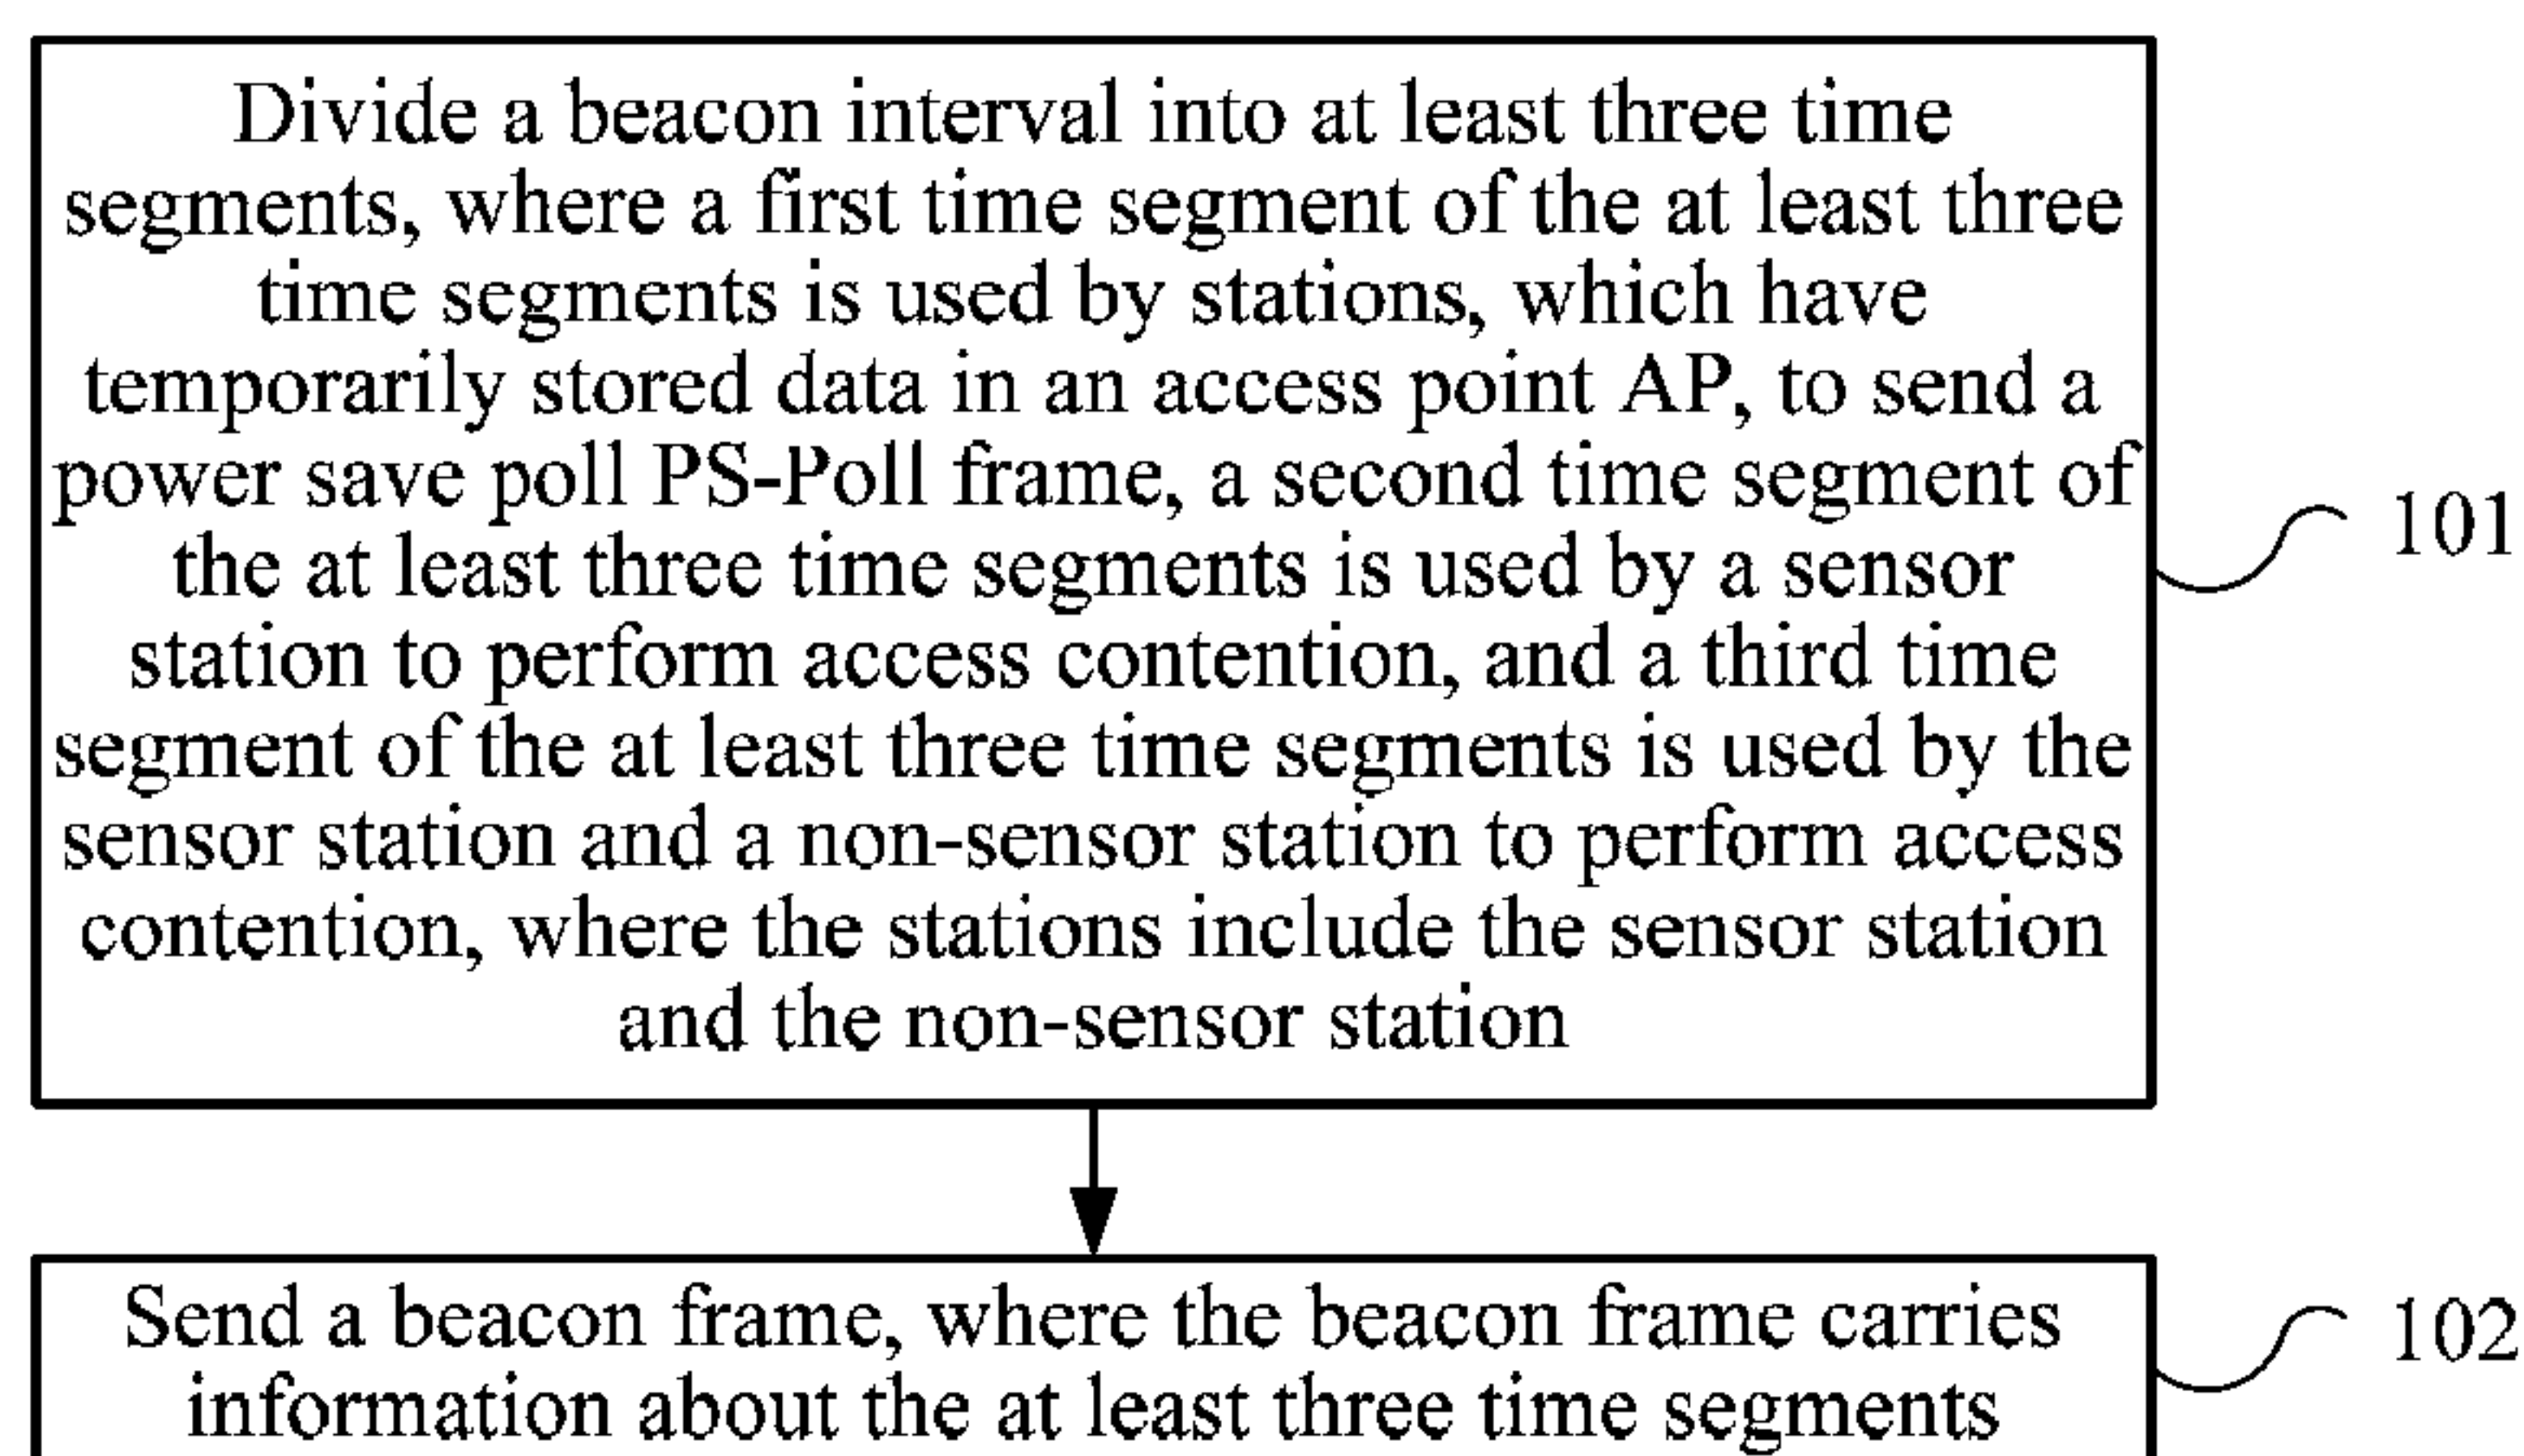 Divide a beacon interval into at least three time
segments, where a first time segment of the at least three
time segments is used by stations, which have
temporarily stored data in an access point AP, to send a
power save poll PS-Poll frame, a second time segment of
the at least three time segments is used by a sensor
station to perform access contention, and a third time
segment of the at least three time segments is used by the
sensor station and a non-sensor station to perform access
contention, where the stations include the sensor station
and the non-sensor station
101
Send a beacon frame, where the beacon frame carries
information about the at least three time segments
102